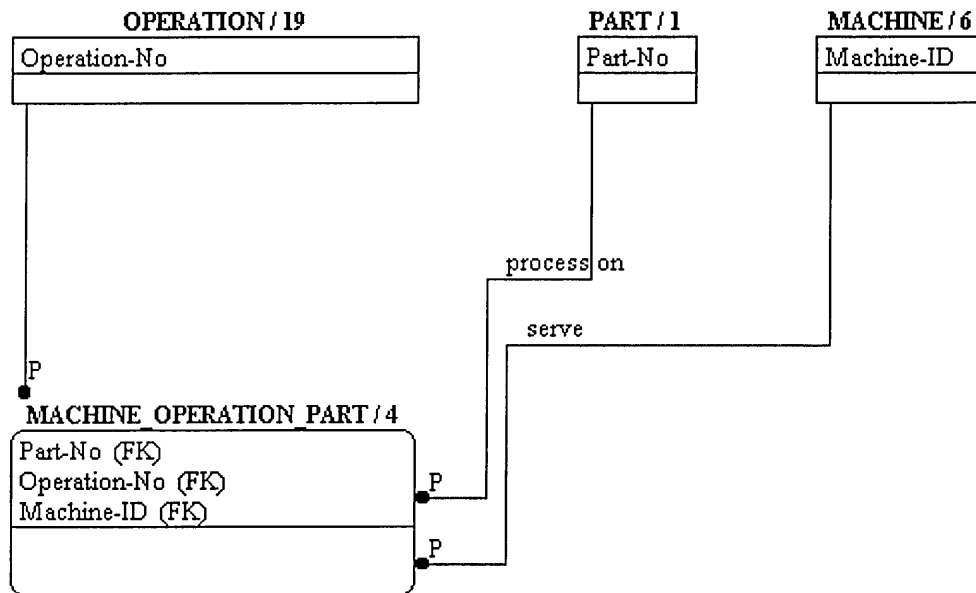 OPERATION / 19
PART / 1
MACHINE / 6
Operation-No
Part-No
Machine-ID
process on
serve
P
MACHINE_OPERATION_PART / 4
Part-No (FK)
Operation-No (FK)
Machine-ID (FK)
P
P